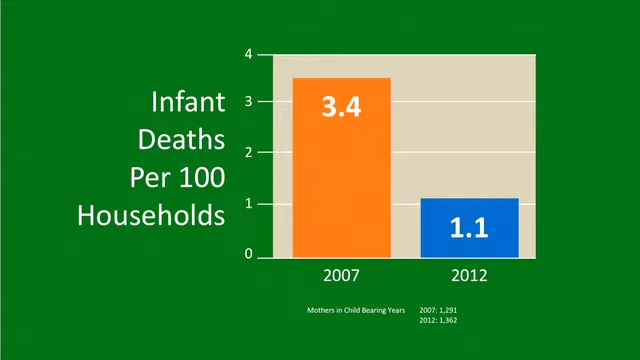 Infant
Deaths
Per 100
Households
4
3
2
1
0
3.4
1.1
2007
2012
Mothers in Child Bearing Years 2007: 1,291
2012: 1,362